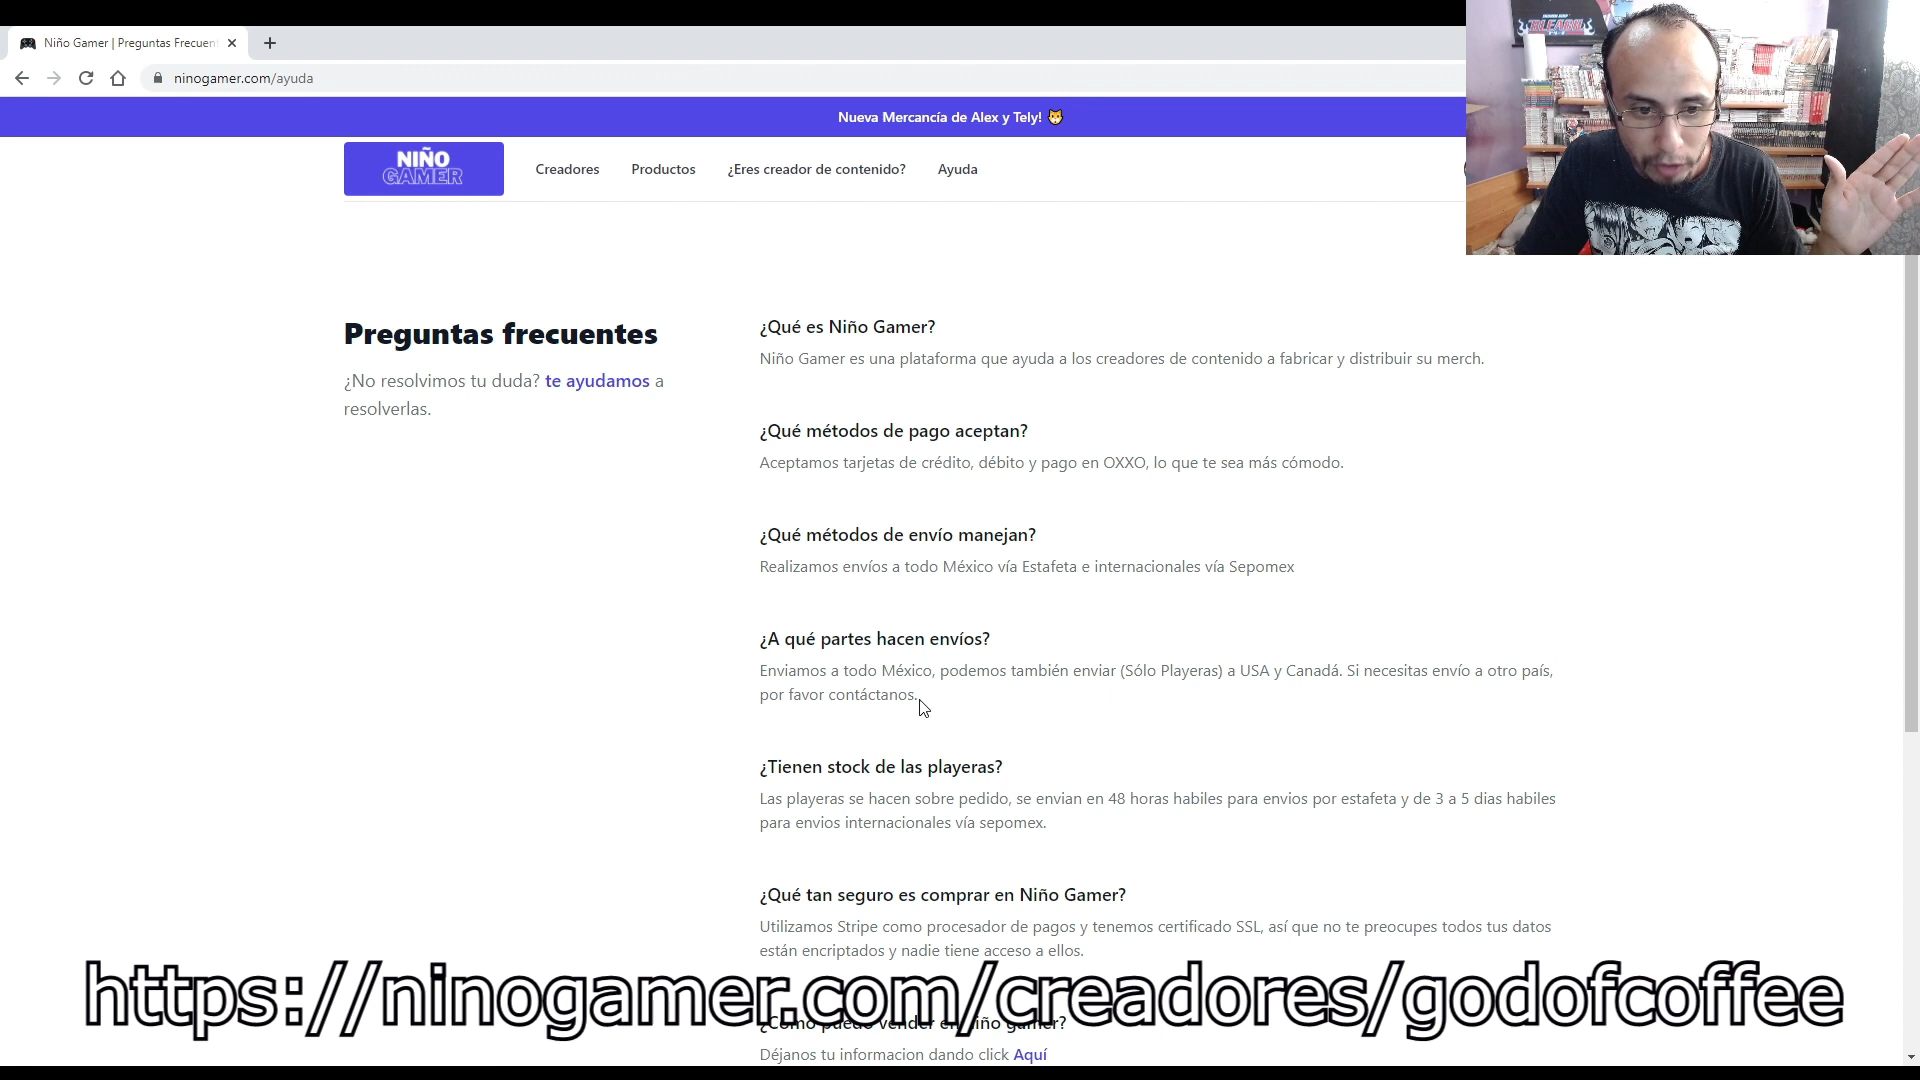 Niño Gamer | Preguntas Frecuen
ninogamer.com/ayuda
Nueva Mercancía de Alex y Tely! 🐱
NIÑO
GAMER
Creadores
Productos
¿Eres creador de contenido?
Ayuda
BLEACH
Preguntas frecuentes
¿No resolvimos tu duda? te ayudamos a
resolverlas.
¿Qué es Niño Gamer?
Niño Gamer es una plataforma que ayuda a los creadores de contenido a fabricar y distribuir su merch.
¿Qué métodos de pago aceptan?
Aceptamos tarjetas de crédito, débito y pago en OXXO, lo que te sea más cómodo.
¿Qué métodos de envío manejan?
Realizamos envíos a todo México vía Estafeta e internacionales vía Sepomex
¿A qué partes hacen envíos?
Enviamos a todo México, podemos también enviar (Sólo Playeras) a USA y Canadá. Si necesitas envío a otro país,
por favor contáctanos.
¿Tienen stock de las playeras?
Las playeras se hacen sobre pedido, se envian en 48 horas habiles para envios por estafeta y de 3 a 5 dias habiles
para envios internacionales vía sepomex.
¿Qué tan seguro es comprar en Niño Gamer?
Utilizamos Stripe como procesador de pagos y tenemos certificado SSL, así que no te preocupes todos tus datos
están encriptados y nadie tiene acceso a ellos.
https://ninogamer.com/creadores/godofcoffee
¿Como puedo vender en niño gamer?
Déjanos tu informacion dando click Aquí